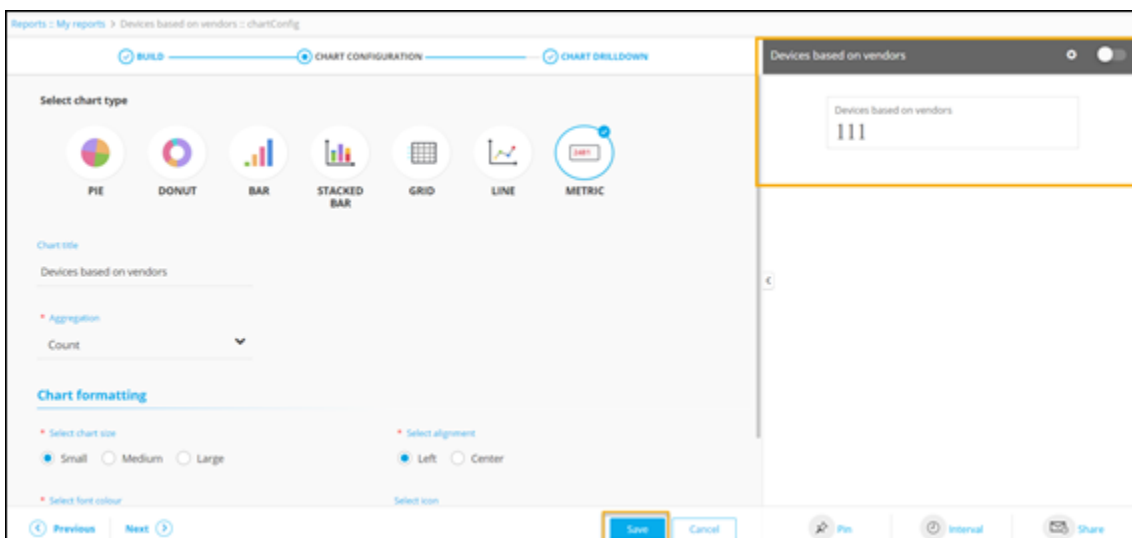 Reports :: My reports > Devices based on vendors :: chartConfig
BUILD
CHART CONFIGURATION
CHART DRILLDOWN
Select chart type
PIE
DONUT
BAR
STACKED
BAR
GRID
LINE
2401
METRIC
Chart title
Devices based on vendors
* Aggregation
Count
Chart formatting
* Select chart size
Small
Medium
Large
* Select alignment
Left
Center
* Select font colour
Select icon
Previous
Next
Save
Cancel
Devices based on vendors
Devices based on vendors
111
Pin
Interval
Share